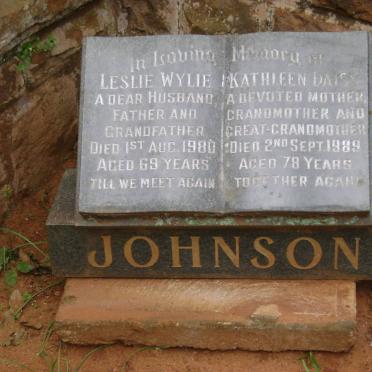 In Loving Memory of
LESLIE WYLIE
A DEAR HUSBAND,
FATHER AND
GRANDFATHER
DIED 1ST AUG. 1980
AGED 69 YEARS
TILL WE MEET AGAIN
KATHLEEN DAISY
A DEVOTED MOTHER,
GRANDMOTHER AND
GREAT-GRANDMOTHER
DIED 2ND SEPT. 1989
AGED 78 YEARS
TOGETHER AGAIN
JOHNSON